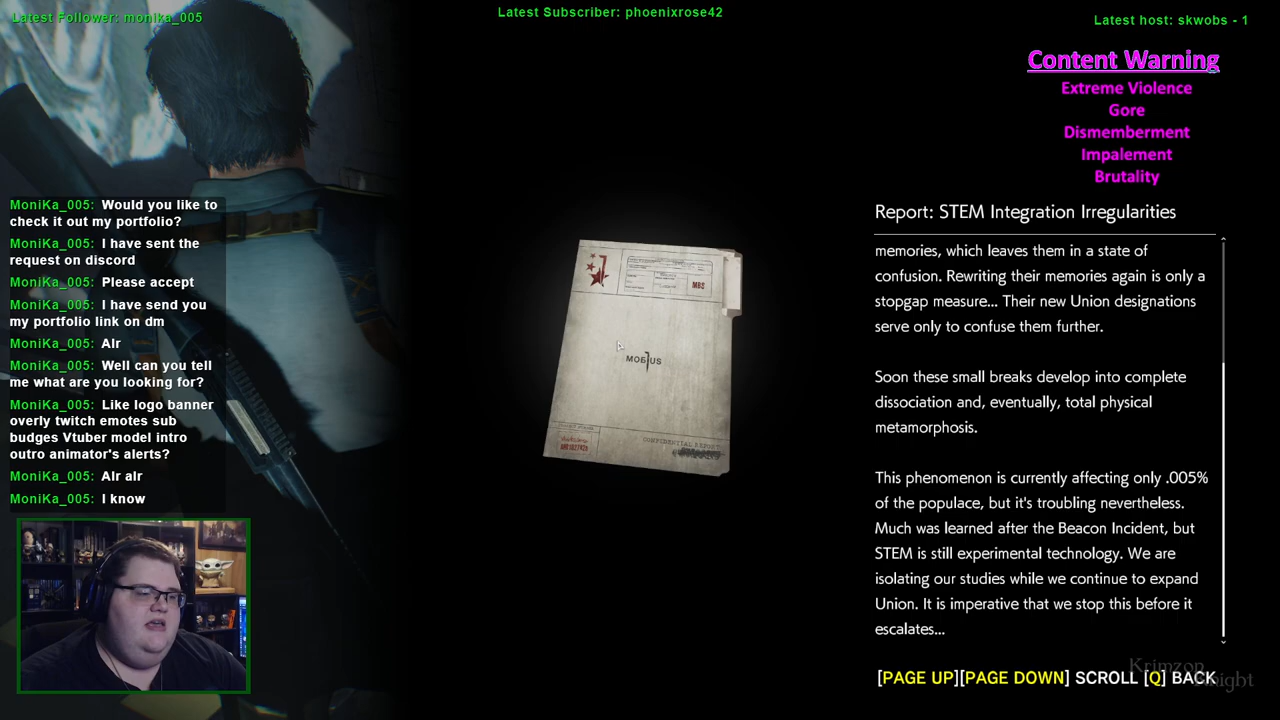 Latest Follower: monika_005
Latest Subscriber: phoenixrose42
Latest host: skwobs - 1
Content Warning
Extreme Violence
Gore
Dismemberment
Impalement
Brutality
MoniKa_005: Would you like to
check it out my portfolio?
MoniKa_005: I have sent the
request on discord
MoniKa_005: Please accept
MoniKa_005: I have send you
my portfolio link on dm
MoniKa_005: Alr
MoniKa_005: Well can you tell
me what are you looking for?
MoniKa_005: Like logo banner
overly twitch emotes sub
budges Vtuber model intro
outro animator's alerts?
MoniKa_005: Alr alr
MoniKa_005: I know
MBS
MOBIUS
CONFIDENTIAL REPORT
Report: STEM Integration Irregularities
memories, which leaves them in a state of
confusion. Rewriting their memories again is only a
stopgap measure... Their new Union designations
serve only to confuse them further.
Soon these small breaks develop into complete
dissociation and, eventually, total physical
metamorphosis.
This phenomenon is currently affecting only .005%
of the populace, but it's troubling nevertheless.
Much was learned after the Beacon Incident, but
STEM is still experimental technology. We are
isolating our studies while we continue to expand
Union. It is imperative that we stop this before it
escalates...
[PAGE UP][PAGE DOWN] SCROLL [Q] BACK
Krimzon
Knight